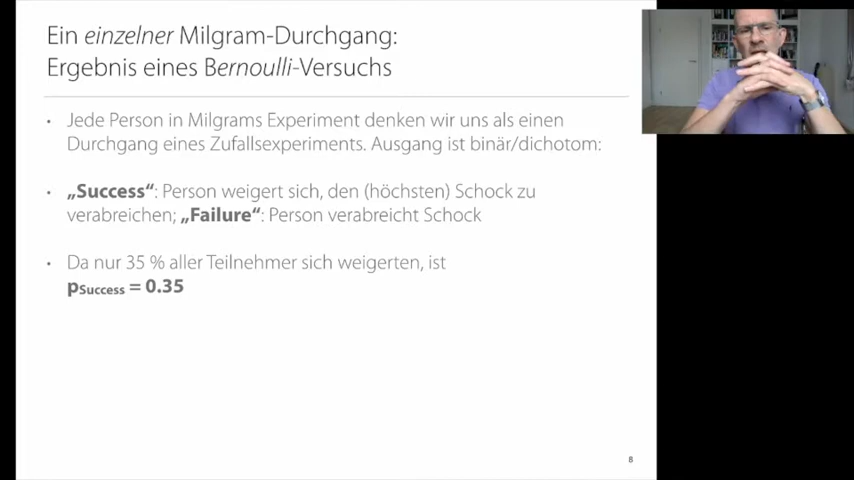 Ein einzelner Milgram-Durchgang:
Ergebnis eines Bernoulli-Versuchs
• Jede Person in Milgrams Experiment denken wir uns als einen
Durchgang eines Zufallsexperiments. Ausgang ist binär/dichotom:
• „Success“: Person weigert sich, den (höchsten) Schock zu
verabreichen; „Failure“: Person verabreicht Schock
• Da nur 35 % aller Teilnehmer sich weigerten, ist
pSuccess = 0.35
8